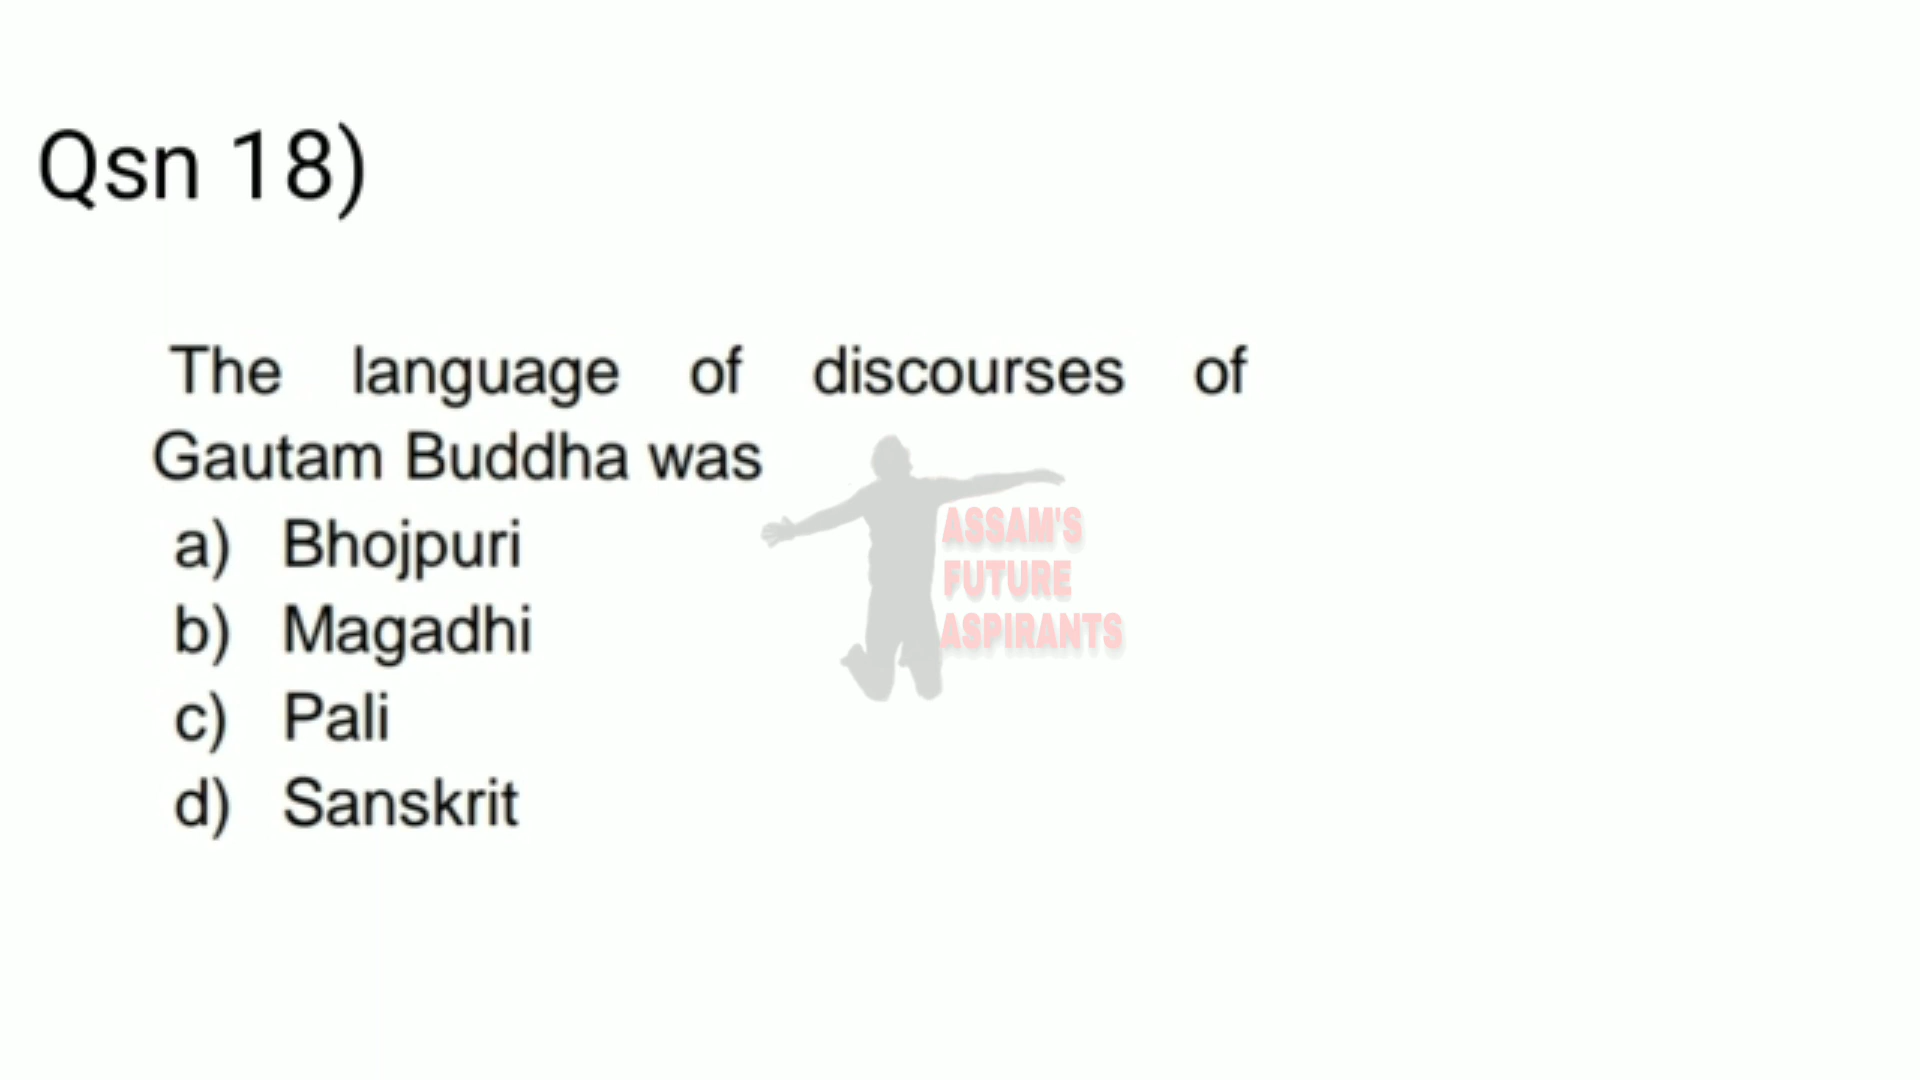 Qsn 18)
The language of discourses of
Gautam Buddha was
a) Bhojpuri
b) Magadhi
c) Pali
d) Sanskrit
ASSAM'S
FUTURE
ASPIRANTS